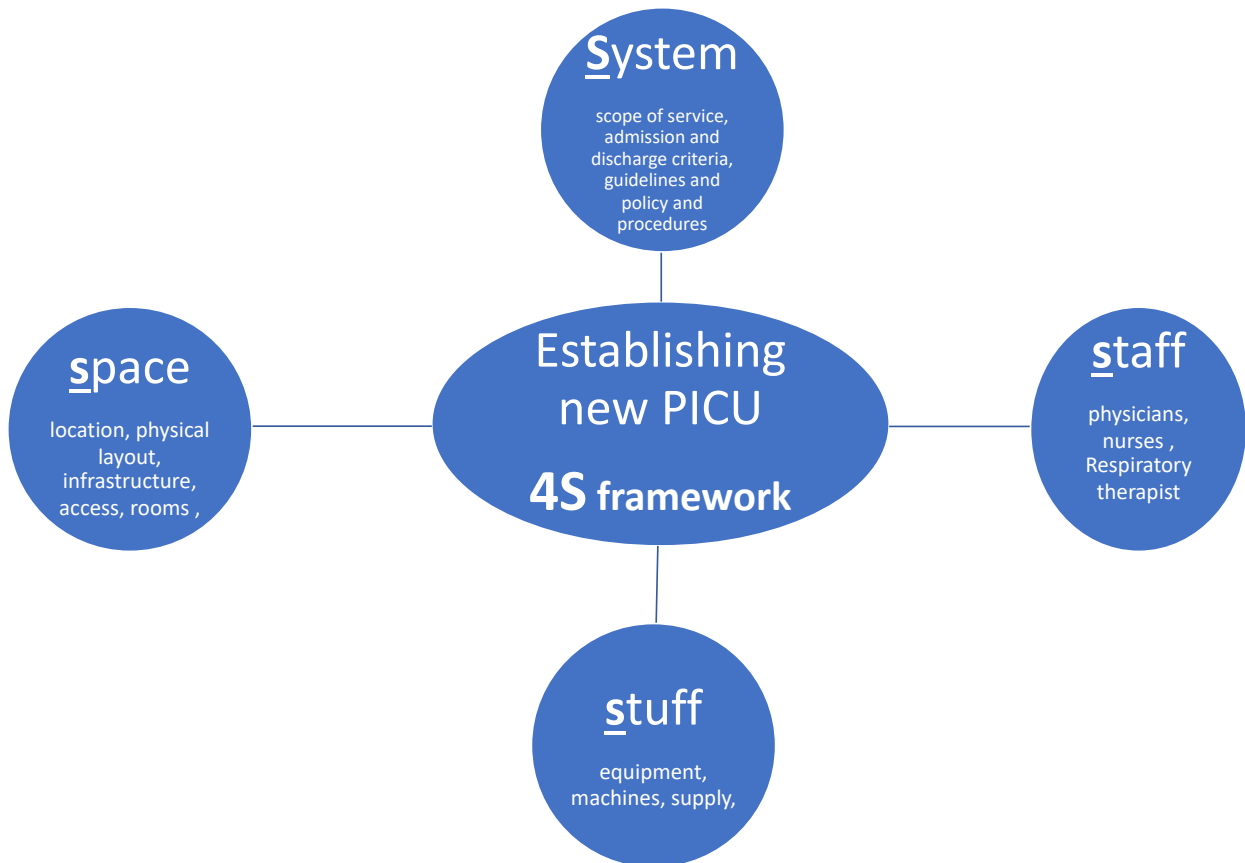 System
scope of service,
admission and
discharge criteria,
guidelines and
policy and
procedures
space
location, physical
layout,
infrastructure,
access, rooms ,
Establishing
new PICU
4S framework
staff
physicians,
nurses ,
Respiratory
therapist
stuff
equipment,
machines, supply,